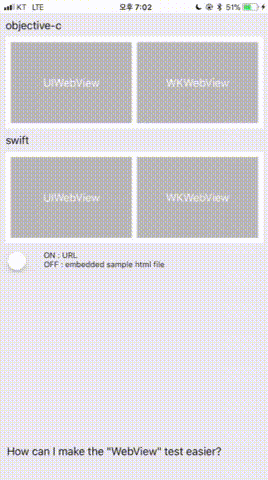 KT LTE 오후 7:02 51%
objective-c
UIWebView WKWebView
swift
UIWebView WKWebView
ON : URL
OFF : embedded sample html file
How can I make the "WebView" test easier?